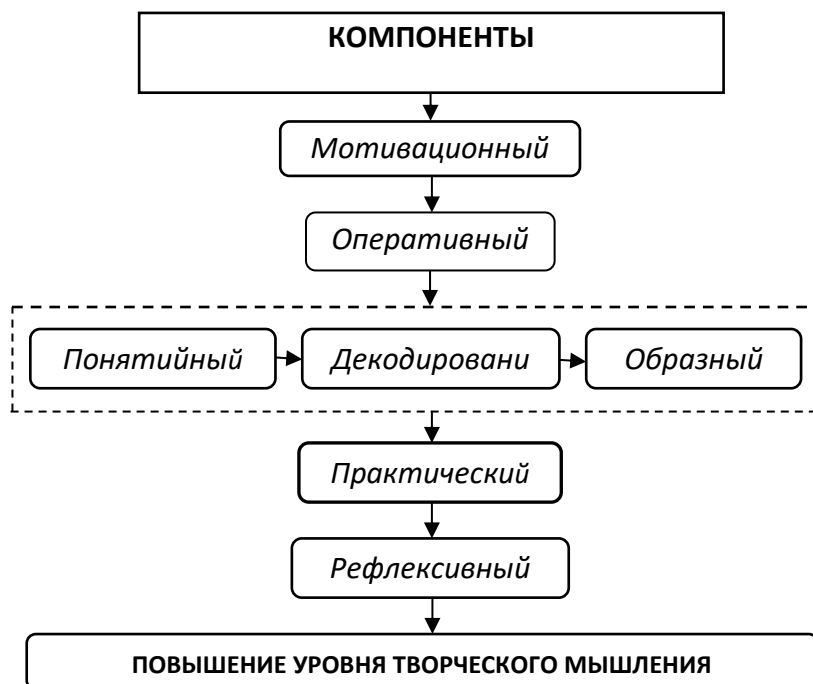 КОМПОНЕНТЫ
Мотивационный
Оперативный
Понятийный Декодировани Образный
Практический
Рефлексивный
ПОВЫШЕНИЕ УРОВНЯ ТВОРЧЕСКОГО МЫШЛЕНИЯ